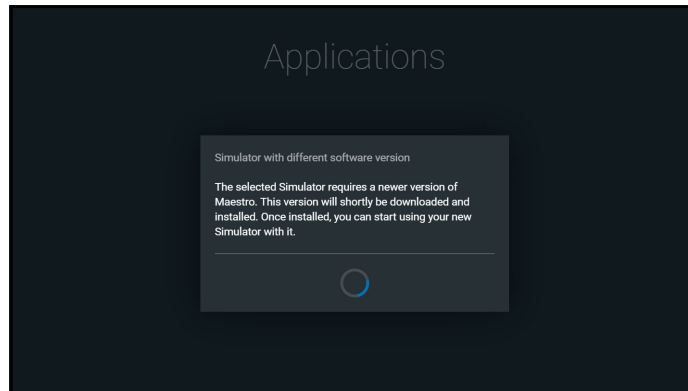 Applications
Simulator with different software version
The selected Simulator requires a newer version of
Maestro. This version will shortly be downloaded and
installed. Once installed, you can start using your new
Simulator with it.